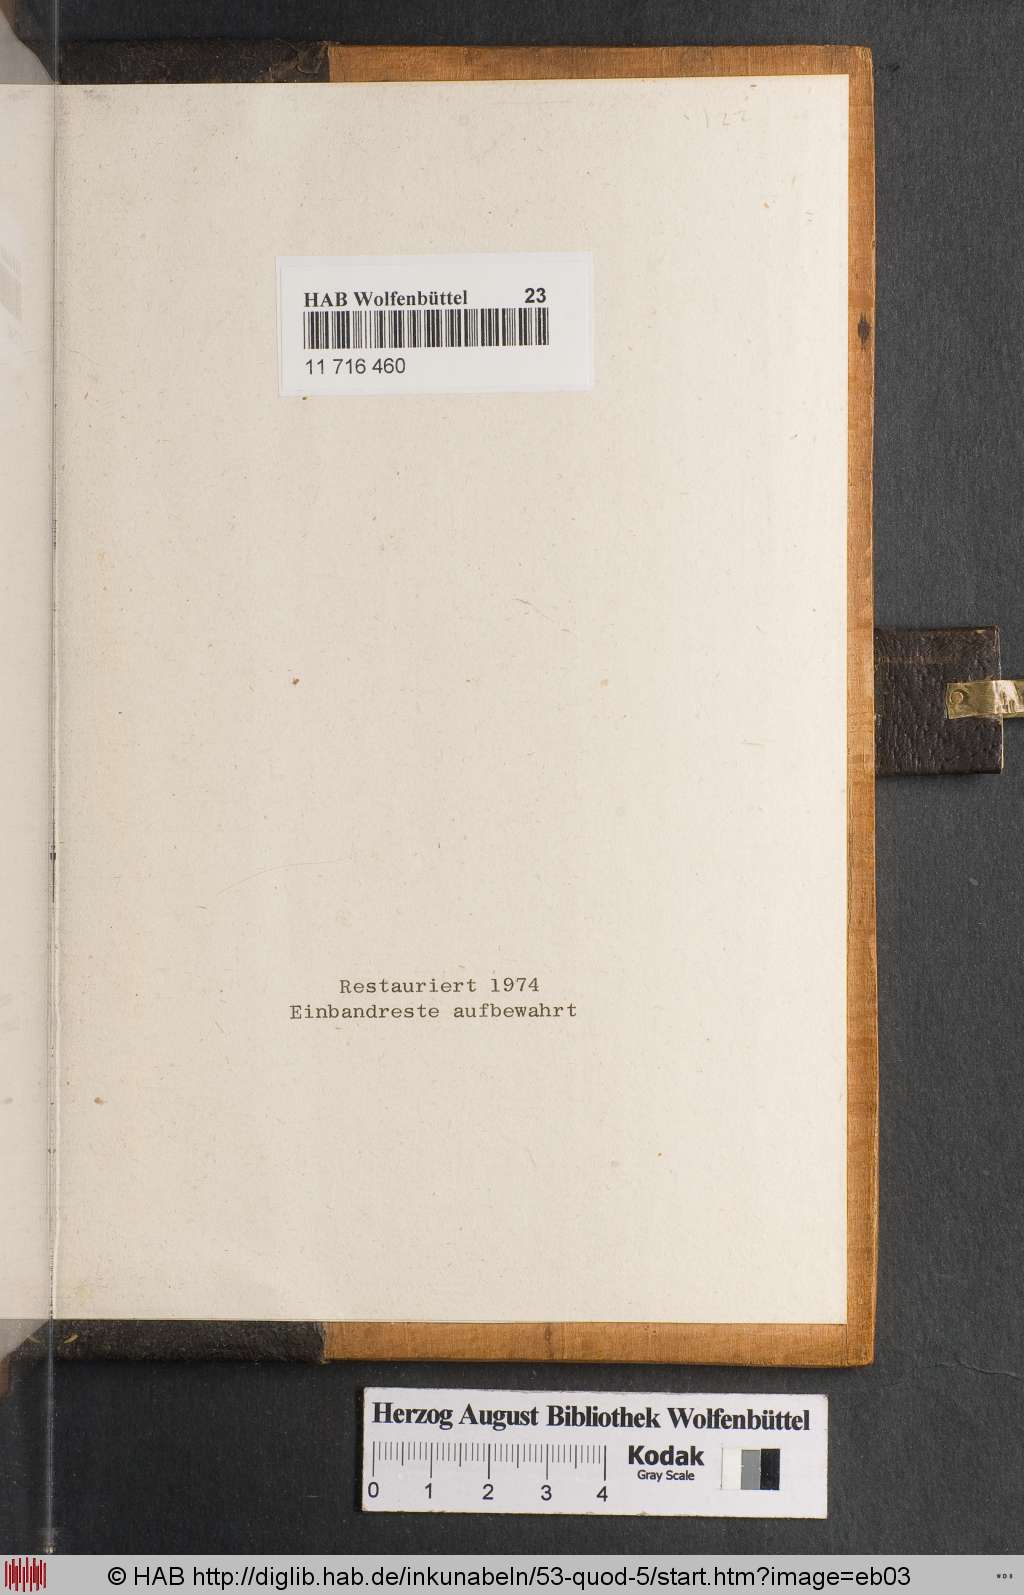 122
HAB Wolfenbüttel 23
11 716 460
Restauriert 1974
Einbandreste aufbewahrt
Herzog August Bibliothek Wolfenbüttel
Kodak
Gray Scale
0 1 2 3 4
© HAB http://diglib.hab.de/inkunabeln/53-quod-5/start.htm?image=eb03